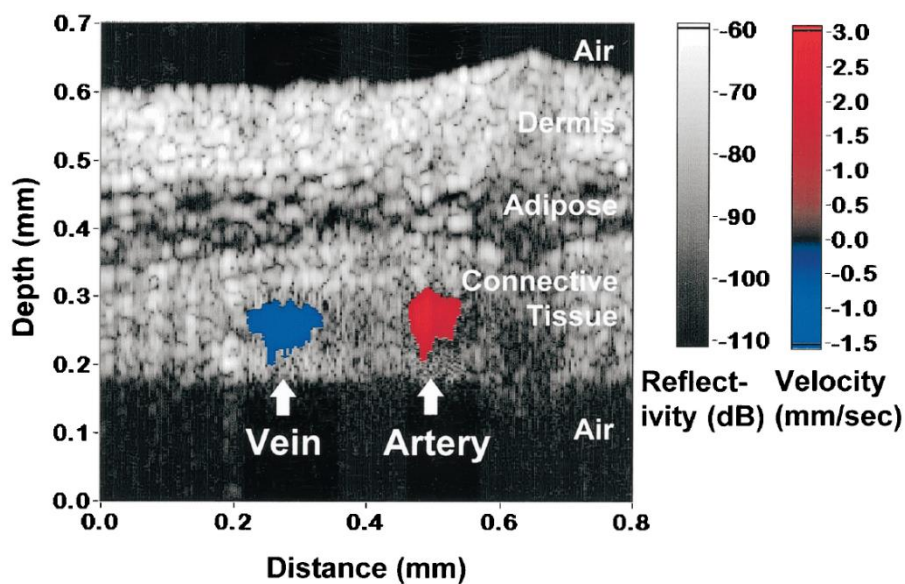 0.7
0.6
0.5
0.4
0.3
0.2
0.1
0.0
Depth (mm)
0.0
0.2
0.4
0.6
0.8
Distance (mm)
Air
Dermis
Adipose
Connective
Tissue
Vein
Artery
Air
-60
-70
-80
-90
-100
-110
Reflect-
ivity (dB)
3.0
2.5
2.0
1.5
1.0
0.5
0.0
-0.5
-1.0
-1.5
Velocity
(mm/sec)